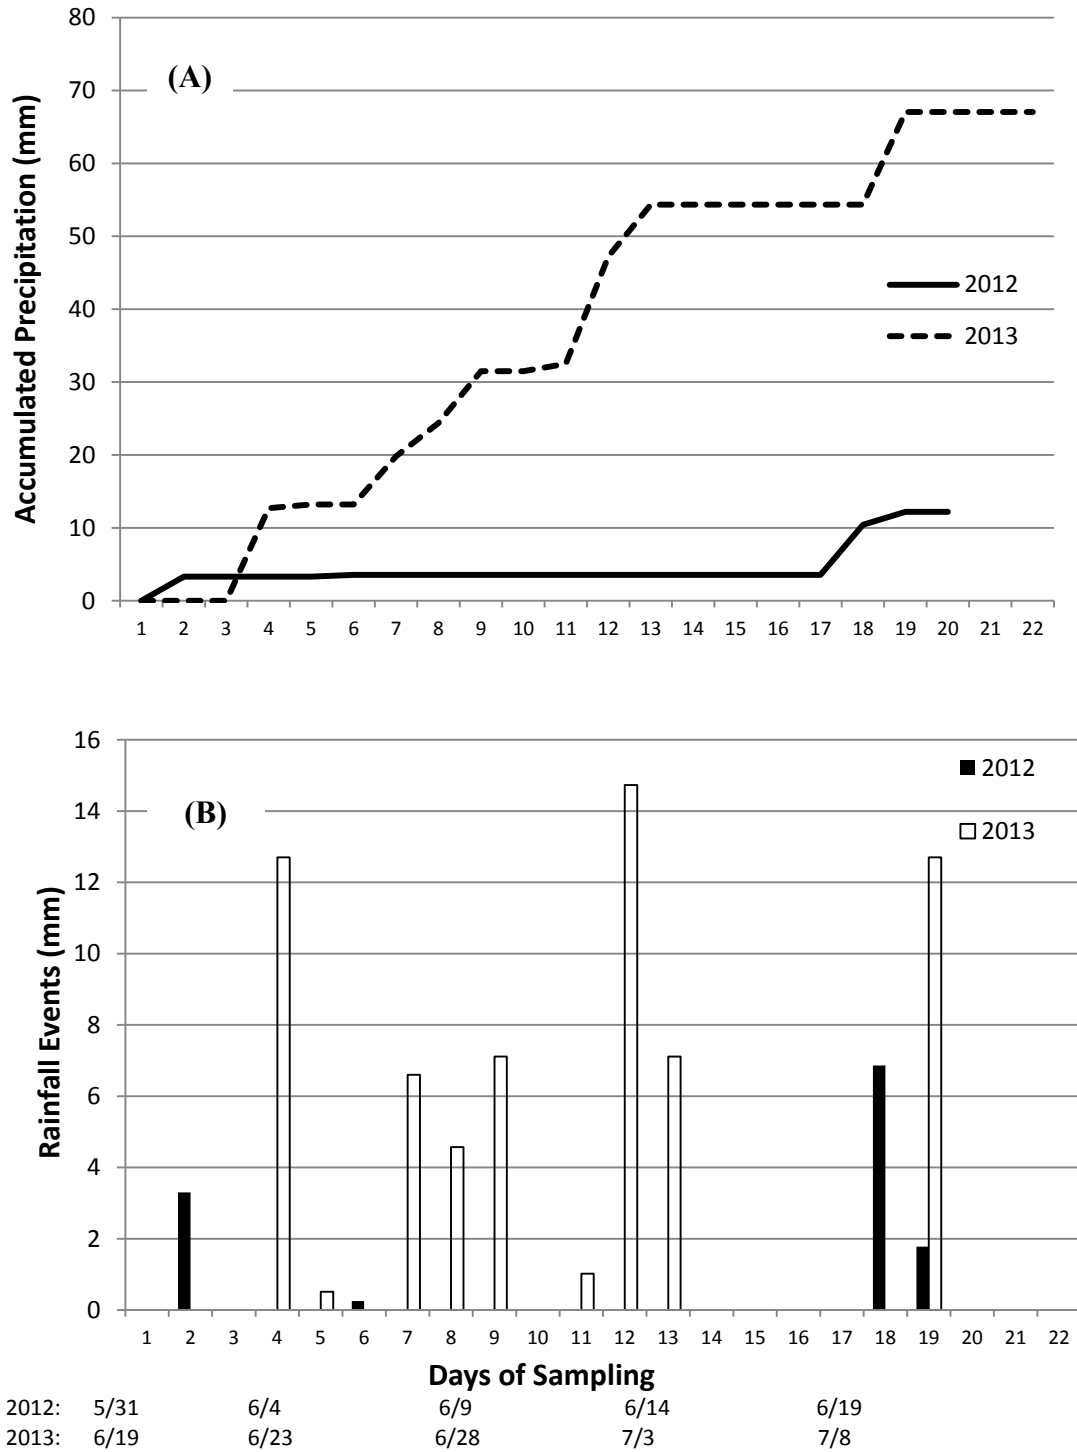 80
70
60
50
40
30
20
10
0
Accumulated Precipitation (mm)
(A)
2012
2013
1 2 3 4 5 6 7 8 9 10 11 12 13 14 15 16 17 18 19 20 21 22
16
14
12
10
8
6
4
2
0
Rainfall Events (mm)
(B)
2012
2013
1 2 3 4 5 6 7 8 9 10 11 12 13 14 15 16 17 18 19 20 21 22
Days of Sampling
2012: 5/31 6/4 6/9 6/14 6/19
2013: 6/19 6/23 6/28 7/3 7/8